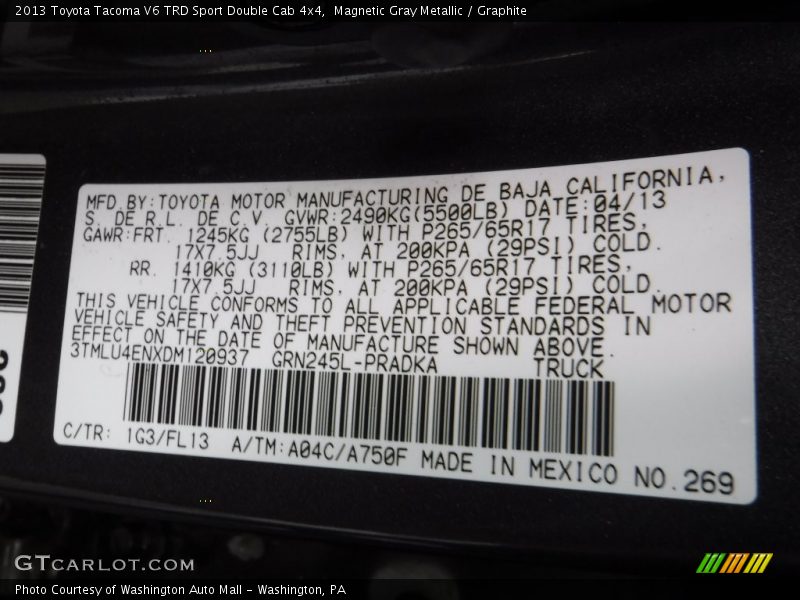 2013 Toyota Tacoma V6 TRD Sport Double Cab 4x4,  Magnetic Gray Metallic / Graphite
MFD.BY:TOYOTA MOTOR MANUFACTURING DE BAJA CALIFORNIA,
S. DE R.L. DE C.V. GVWR:2490KG(5500LB) DATE:04/13
GAWR:FRT. 1245KG (2755LB) WITH P265/65R17 TIRES,
17X7.5JJ RIMS, AT 200KPA (29PSI) COLD.
RR. 1410KG (3110LB) WITH P265/65R17 TIRES,
17X7.5JJ RIMS, AT 200KPA (29PSI) COLD.
THIS VEHICLE CONFORMS TO ALL APPLICABLE FEDERAL MOTOR
VEHICLE SAFETY AND THEFT PREVENTION STANDARDS IN
EFFECT ON THE DATE OF MANUFACTURE SHOWN ABOVE.
3TMLU4ENXDM120937 GRN245L-PRADKA TRUCK
C/TR: 1G3/FL13 A/TM:A04C/A750F MADE IN MEXICO NO.269
GTCARLOT.COM
Photo Courtesy of Washington Auto Mall - Washington, PA